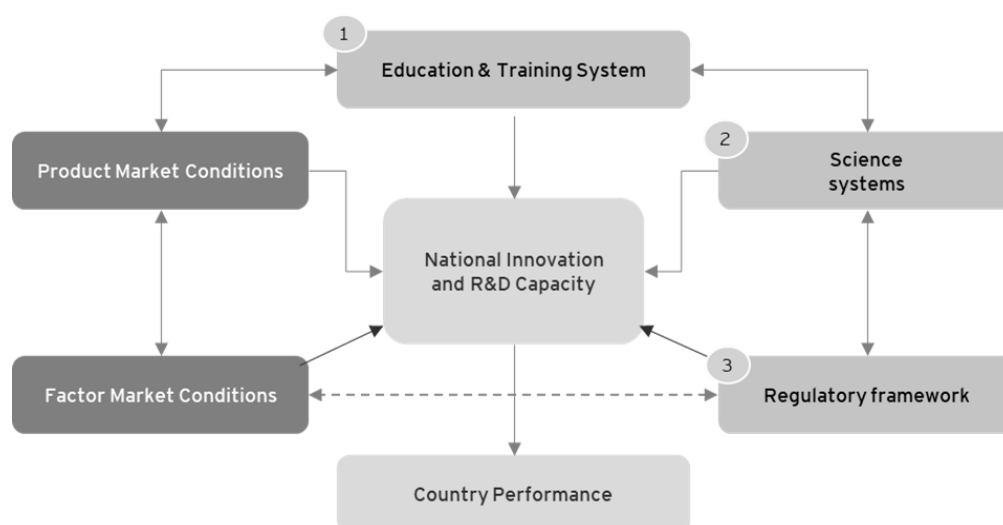 1
Education & Training System
Product Market Conditions
2
Science
systems
National Innovation
and R&D Capacity
Factor Market Conditions
3
Regulatory framework
Country Performance